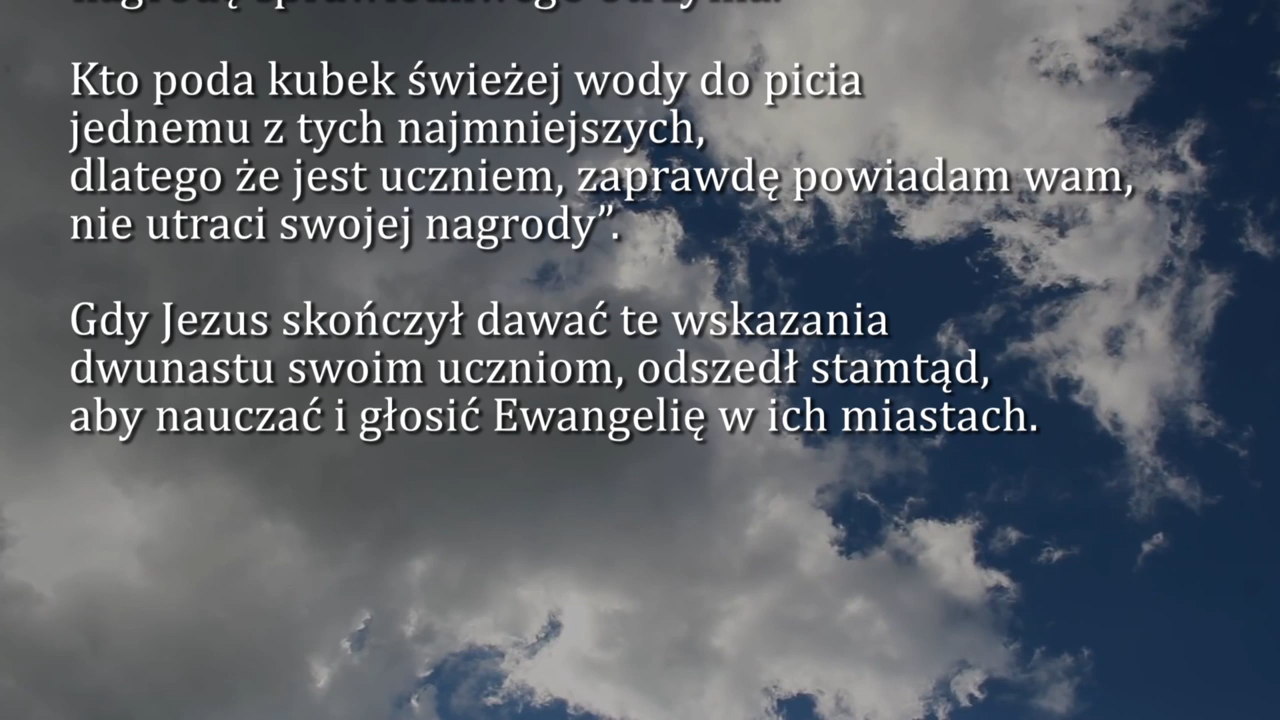 Kto poda kubek świeżej wody do picia
jednemu z tych najmniejszych,
dlatego że jest uczniem, zaprawdę powiadam wam,
nie utraci swojej nagrody”.
Gdy Jezus skończył dawać te wskazania
dwunastu swoim uczniom, odszedł stamtąd,
aby nauczać i głosić Ewangelię w ich miastach.